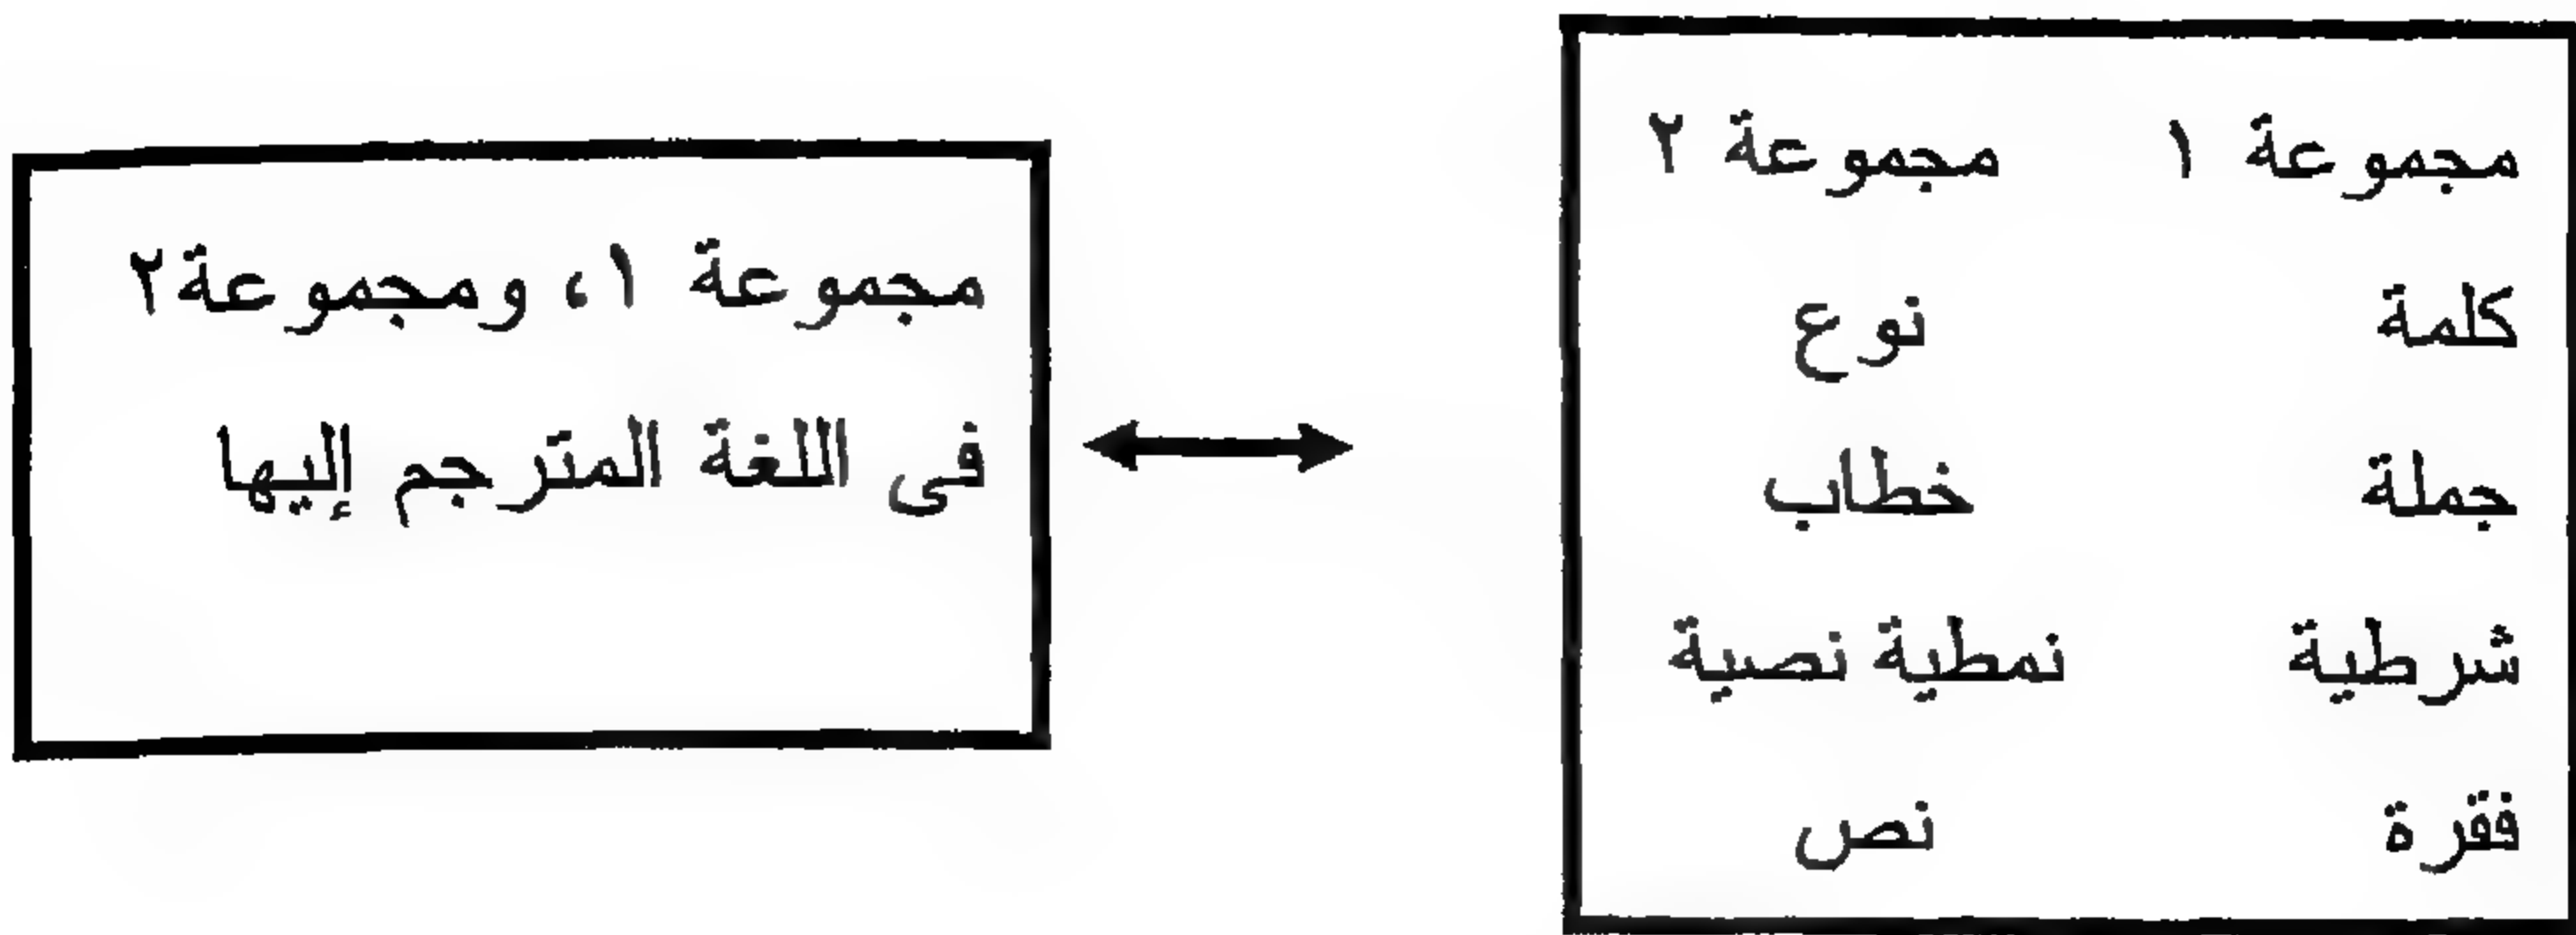 مجموعة ١ مجموعة ٢
كلمة نوع
جملة خطاب
شرطية نمطية نصية
فقرة نص
مجموعة ١، ومجموعة٢
فى اللغة المترجم إليها